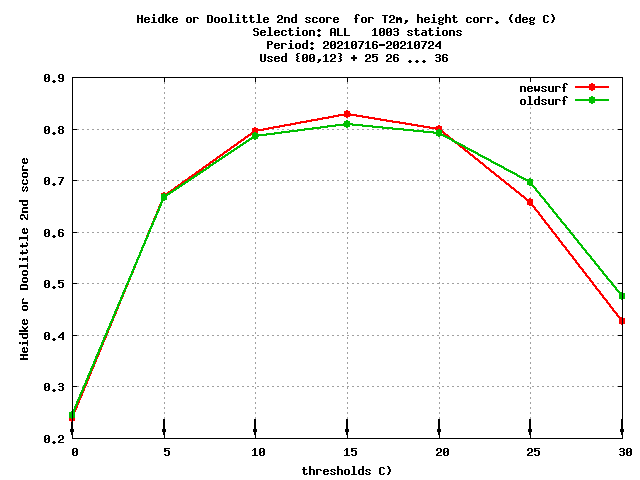 Heidke or Doolittle 2nd score  for T2m, height corr. (deg C)
Selection: ALL   1003 stations
Period: 20210716-20210724
Used {00,12} + 25 26 ... 36
newsurf
oldsurf
0.9
0.8
0.7
0.6
0.5
0.4
0.3
0.2
Heidke or Doolittle 2nd score
0 5 10 15 20 25 30
thresholds C)